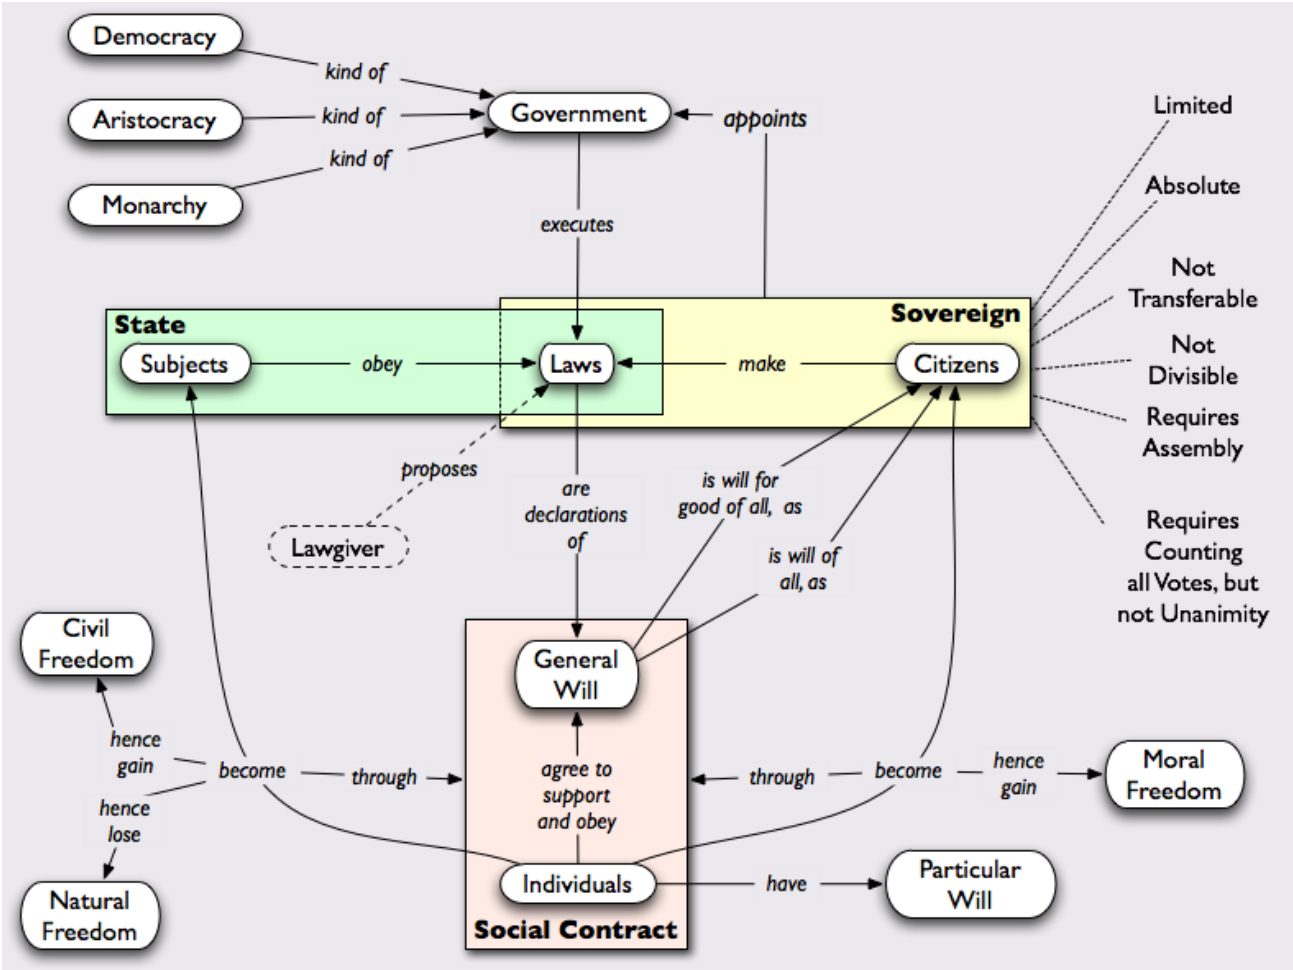 Democracy
kind of
Aristocracy
kind of
Monarchy
kind of
Government
appoints
executes
Limited
Absolute
Not
Transferable
Not
Divisible
Requires
Assembly
Requires
Counting
all Votes, but
not Unanimity
State
Sovereign
Subjects
obey
Laws
make
Citizens
proposes
Lawgiver
are
declarations
of
is will for
good of all, as
is will of
all, as
Civil
Freedom
General
Will
hence
gain
become
through
hence
lose
Natural
Freedom
agree to
support
and obey
through
become
hence
gain
Moral
Freedom
Individuals
have
Particular
Will
Social Contract